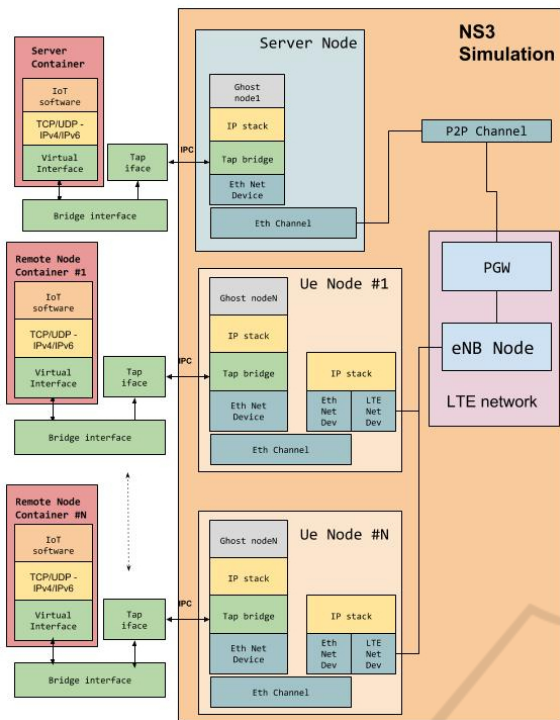 NS3
Simulation
Server
Container
IoT
software
TCP/UDP -
IPv4/IPv6
Virtual
Interface
Tap
iface
Bridge interface
IPC
Server Node
Ghost
node1
IP stack
Tap bridge
Eth Net
Device
Eth Channel
P2P Channel
PGW
eNB Node
LTE network
Remote Node
Container #1
IoT
software
TCP/UDP -
IPv4/IPv6
Virtual
Interface
Tap
iface
Bridge interface
IPC
Ue Node #1
Ghost nodeN
IP stack
Tap bridge
Eth Net
Device
Eth Channel
IP stack
Eth
Net
Dev
LTE
Net
Dev
Remote Node
Container #N
IoT
software
TCP/UDP -
IPv4/IPv6
Virtual
Interface
Tap
iface
Bridge interface
IPC
Ue Node #N
Ghost nodeN
IP stack
Tap bridge
Eth Net
Device
Eth Channel
IP stack
Eth
Net
Dev
LTE
Net
Dev